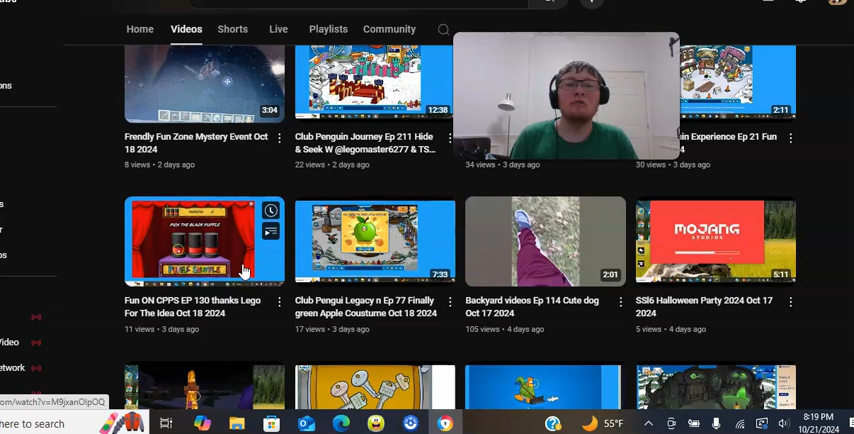 Home Videos Shorts Live Playlists Community
3:04
12:38
2:11
Frendly Fun Zone Mystery Event Oct
18 2024
8 views • 2 days ago
Club Penguin Journey Ep 211 Hide
& Seek W @legomaster6277 & TS...
22 views • 2 days ago
34 views • 3 days ago
Experience Ep 21 Fun
4
30 views • 3 days ago
PICK THE BLACK PUFFLE
7:33
2:01
MOJANG
STUDIOS
5:11
Fun ON CPPS EP 130 thanks Lego
For The Idea Oct 18 2024
11 views • 3 days ago
Club Pengui Legacy n Ep 77 Finally
green Apple Coustume Oct 18 2024
17 views • 3 days ago
Backyard videos Ep 114 Cute dog
Oct 17 2024
105 views • 4 days ago
SSl6 Halloween Party 2024 Oct 17
2024
5 views • 4 days ago
om/watch?v=M9jxanOlpOQ
here to search
55°F
8:19 PM
10/21/2024